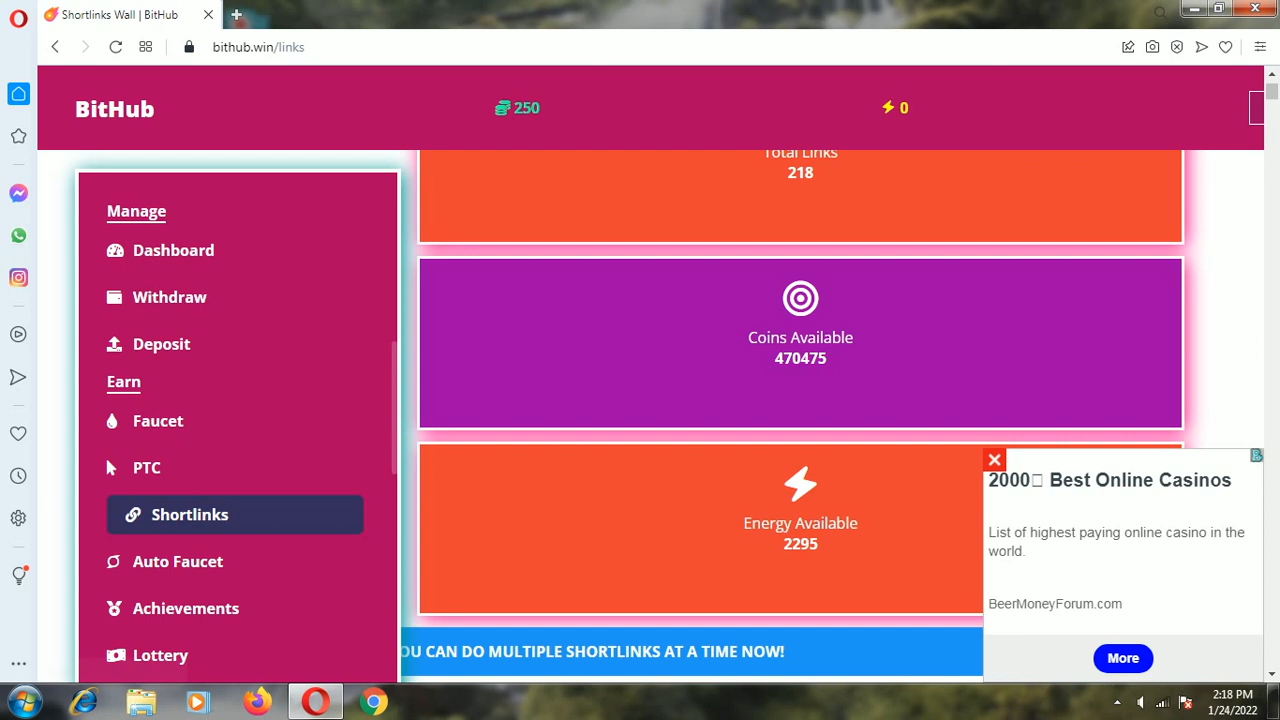 Shortlinks Wall | BitHub
bithub.win/links
BitHub
250
0
Total Links
218
Manage
Dashboard
Withdraw
Deposit
Earn
Faucet
PTC
Shortlinks
Auto Faucet
Achievements
Lottery
Coins Available
470475
Energy Available
2295
OU CAN DO MULTIPLE SHORTLINKS AT A TIME NOW!
2000 Best Online Casinos
List of highest paying online casino in the
world.
BeerMoneyForum.com
More
2:18 PM
1/24/2022